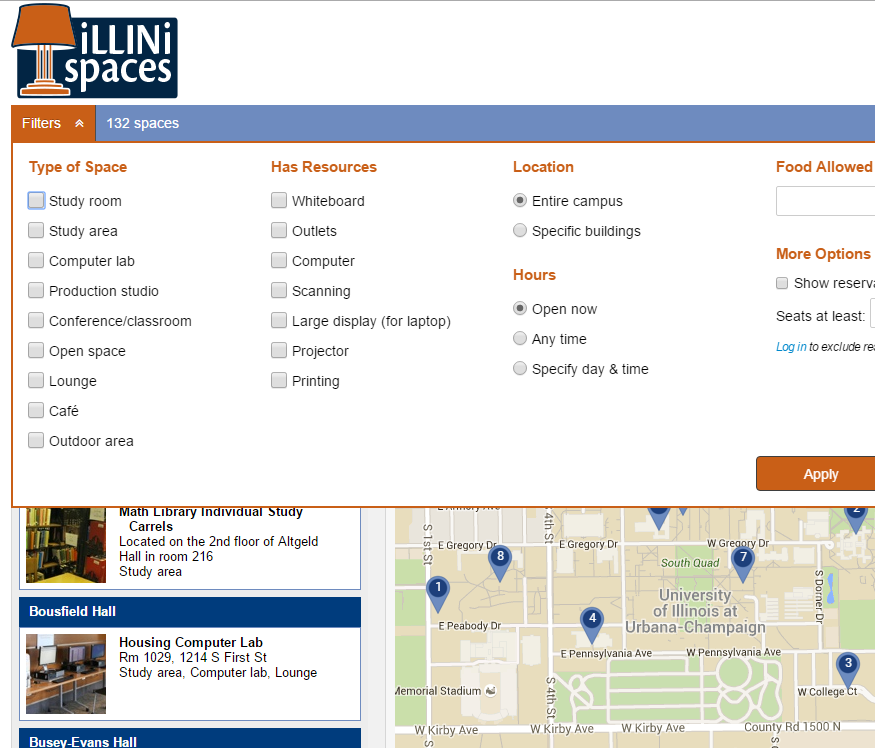 iLLINi
spaces
Filters
132 spaces
Type of Space
Study room
Study area
Computer lab
Production studio
Conference/classroom
Open space
Lounge
Café
Outdoor area
Has Resources
Whiteboard
Outlets
Computer
Scanning
Large display (for laptop)
Projector
Printing
Location
Entire campus
Specific buildings
Hours
Open now
Any time
Specify day & time
Food Allowed
More Options
Show reserva
Seats at least:
Log in to exclude re
Apply
Math Library Individual Study
Carrels
Located on the 2nd floor of Altgeld
Hall in room 216
Study area
Bousfield Hall
Housing Computer Lab
Rm 1029, 1214 S First St
Study area, Computer lab, Lounge
Busey-Evans Hall
E Armory Ave
S 1st St
S 4th St
2
E Gregory Dr
E Gregory Dr
W Gregory Dr
8
7
South Quad
1
S Dorner Dr
University
of Illinois at
Urbana-Champaign
4
E Peabody Dr
E Pennsylvania Ave
W Pennsylvania Ave
3
Memorial Stadium
S 4th St
W College Ct
W Kirby Ave
W Kirby Ave
W Kirby Ave
County Rd 1500 N